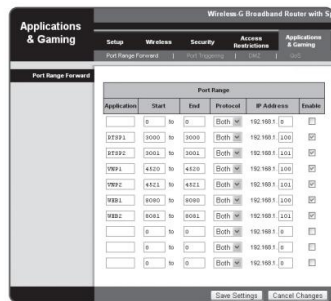 Wireless-G Broadband Router with Sp
Applications
& Gaming
Setup Wireless Security Access Restrictions Applications & Gaming
Port Range Forward | Port Triggering | DMZ | QoS
Port Range Forward
Port Range
Application Start End Protocol IP Address Enable
0 to 0 Both 192.168.1. 0
RTSP1 3000 to 3000 Both 192.168.1. 100
RTSP2 3001 to 3001 Both 192.168.1. 101
VNP1 4520 to 4520 Both 192.168.1. 100
VNP2 4521 to 4521 Both 192.168.1. 101
WEB1 8080 to 8080 Both 192.168.1. 100
WEB2 8081 to 8081 Both 192.168.1. 101
0 to 0 Both 192.168.1. 0
0 to 0 Both 192.168.1. 0
0 to 0 Both 192.168.1. 0
Save Settings Cancel Changes